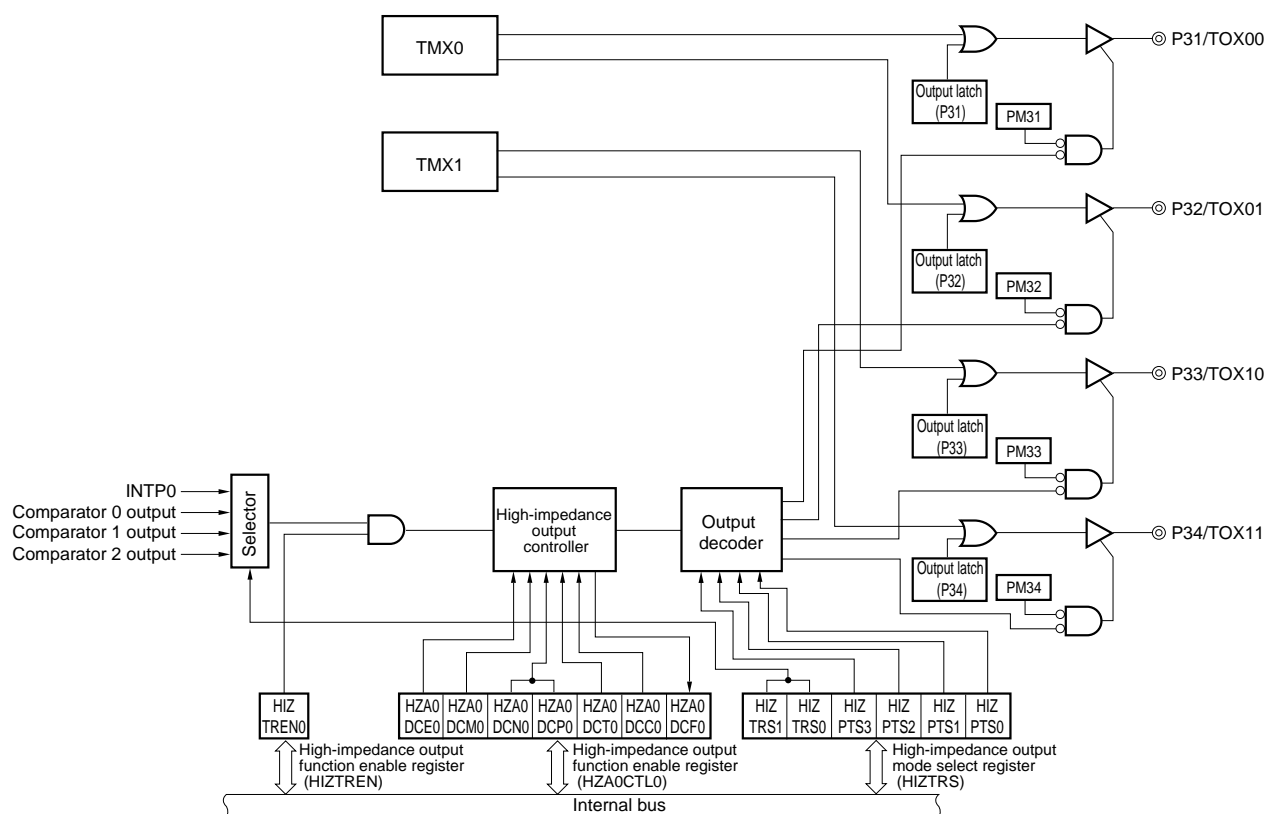 TMX0
P31/TOX00
Output latch
(P31)
PM31
TMX1
P32/TOX01
Output latch
(P32)
PM32
P33/TOX10
Output latch
(P33)
PM33
INTP0
Comparator 0 output
Comparator 1 output
Comparator 2 output
Selector
High-impedance
output
controller
Output
decoder
P34/TOX11
Output latch
(P34)
PM34
HIZ
TREN0
HZA0
DCE0
HZA0
DCM0
HZA0
DCN0
HZA0
DCP0
HZA0
DCT0
HZA0
DCC0
HZA0
DCF0
HIZ
TRS1
HIZ
TRS0
HIZ
PTS3
HIZ
PTS2
HIZ
PTS1
HIZ
PTS0
High-impedance output
function enable register
(HIZTREN)
High-impedance output
function enable register
(HZA0CTL0)
High-impedance output
mode select register
(HIZTRS)
Internal bus